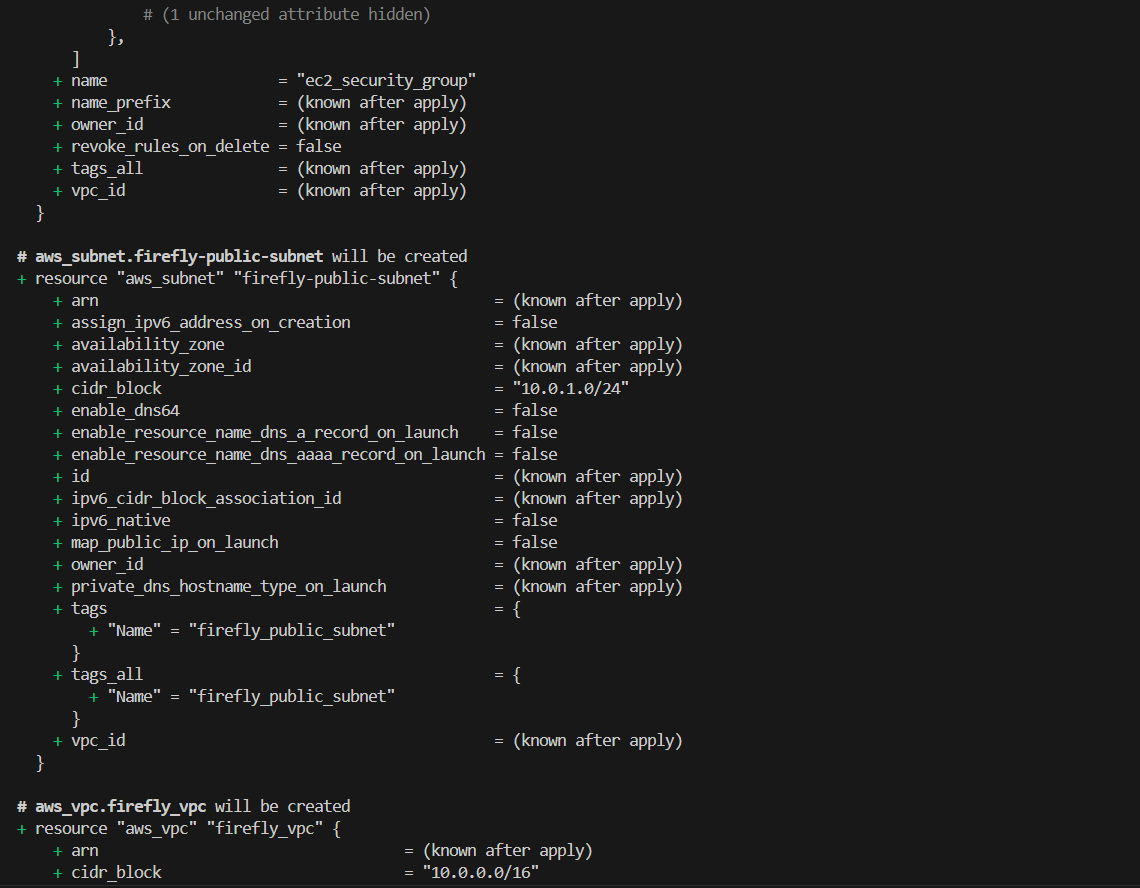 # (1 unchanged attribute hidden)
},
]
+ name = "ec2_security_group"
+ name_prefix = (known after apply)
+ owner_id = (known after apply)
+ revoke_rules_on_delete = false
+ tags_all = (known after apply)
+ vpc_id = (known after apply)
}
# aws_subnet.firefly-public-subnet will be created
+ resource "aws_subnet" "firefly-public-subnet" {
+ arn = (known after apply)
+ assign_ipv6_address_on_creation = false
+ availability_zone = (known after apply)
+ availability_zone_id = (known after apply)
+ cidr_block = "10.0.1.0/24"
+ enable_dns64 = false
+ enable_resource_name_dns_a_record_on_launch = false
+ enable_resource_name_dns_aaaa_record_on_launch = false
+ id = (known after apply)
+ ipv6_cidr_block_association_id = (known after apply)
+ ipv6_native = false
+ map_public_ip_on_launch = false
+ owner_id = (known after apply)
+ private_dns_hostname_type_on_launch = (known after apply)
+ tags = {
+ "Name" = "firefly_public_subnet"
}
+ tags_all = {
+ "Name" = "firefly_public_subnet"
}
+ vpc_id = (known after apply)
}
# aws_vpc.firefly_vpc will be created
+ resource "aws_vpc" "firefly_vpc" {
+ arn = (known after apply)
+ cidr_block = "10.0.0.0/16"